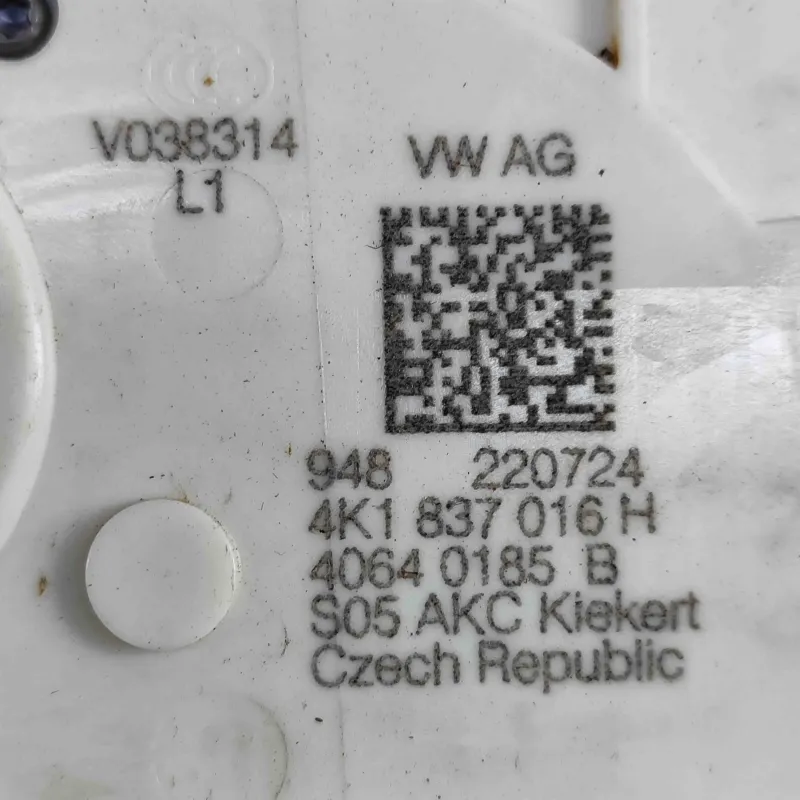 V038314
L1
VW AG
948 220724
4K1 837 016 H
4064 0185 B
S05 AKC Kiekert
Czech Republic